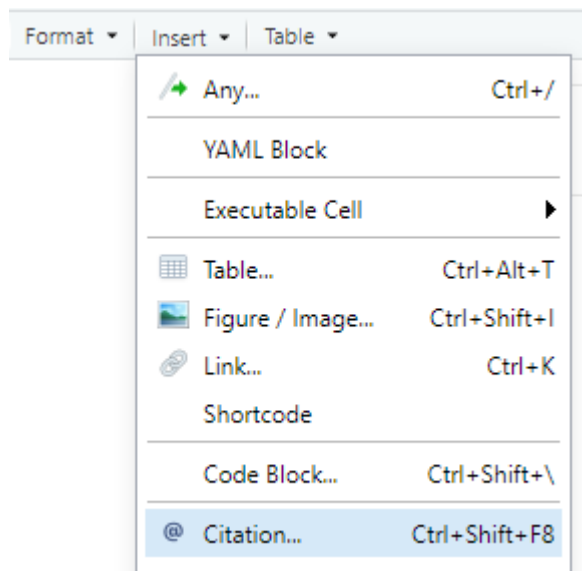 Format Insert Table
Any... Ctrl+/
YAML Block
Executable Cell
Table... Ctrl+Alt+T
Figure / Image... Ctrl+Shift+I
Link... Ctrl+K
Shortcode
Code Block... Ctrl+Shift+\
@ Citation... Ctrl+Shift+F8